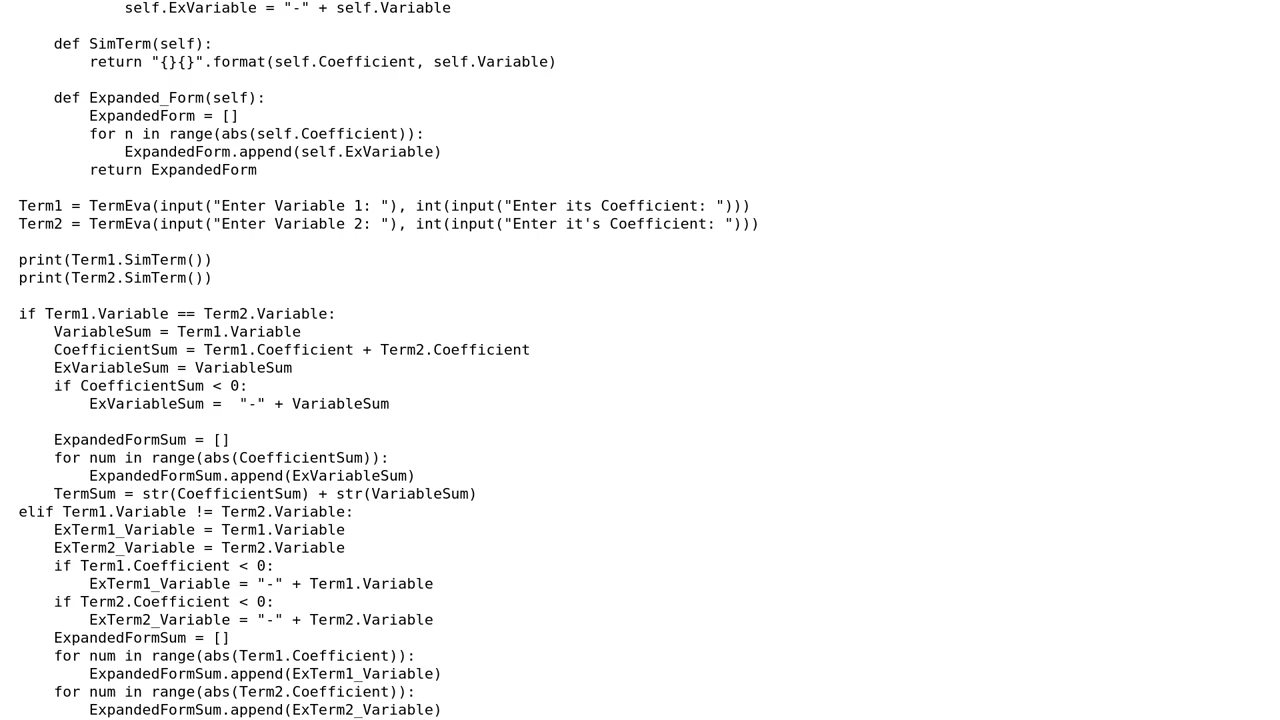 self.ExVariable = "-" + self.Variable

    def SimTerm(self):
        return "{}{}".format(self.Coefficient, self.Variable)

    def Expanded_Form(self):
        ExpandedForm = []
        for n in range(abs(self.Coefficient)):
            ExpandedForm.append(self.ExVariable)
        return ExpandedForm

Term1 = TermEva(input("Enter Variable 1: "), int(input("Enter its Coefficient: ")))
Term2 = TermEva(input("Enter Variable 2: "), int(input("Enter it's Coefficient: ")))

print(Term1.SimTerm())
print(Term2.SimTerm())

if Term1.Variable == Term2.Variable:
    VariableSum = Term1.Variable
    CoefficientSum = Term1.Coefficient + Term2.Coefficient
    ExVariableSum = VariableSum
    if CoefficientSum < 0:
        ExVariableSum =  "-" + VariableSum

    ExpandedFormSum = []
    for num in range(abs(CoefficientSum)):
        ExpandedFormSum.append(ExVariableSum)
    TermSum = str(CoefficientSum) + str(VariableSum)
elif Term1.Variable != Term2.Variable:
    ExTerm1_Variable = Term1.Variable
    ExTerm2_Variable = Term2.Variable
    if Term1.Coefficient < 0:
        ExTerm1_Variable = "-" + Term1.Variable
    if Term2.Coefficient < 0:
        ExTerm2_Variable = "-" + Term2.Variable
    ExpandedFormSum = []
    for num in range(abs(Term1.Coefficient)):
        ExpandedFormSum.append(ExTerm1_Variable)
    for num in range(abs(Term2.Coefficient)):
        ExpandedFormSum.append(ExTerm2_Variable)